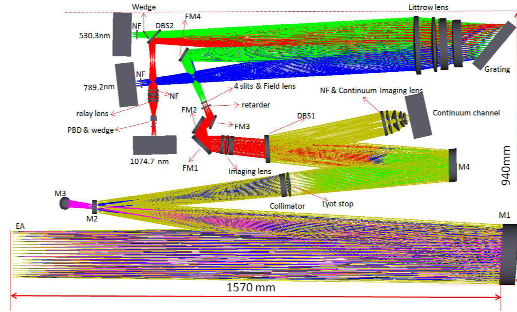 Wedge
DBS2
FM4
Littrow lens
530.3nm
NF
789.2nm
NF
NF
relay lens
PBD & wedge
1074.7 nm
4 slits & Field lens
retarder
FM2
FM3
FM1
Imaging lens
DBS1
NF & Continuum Imaging lens
Continuum channel
Grating
M4
940mm
M3
M2
Collimator
Lyot stop
M1
EA
1570 mm